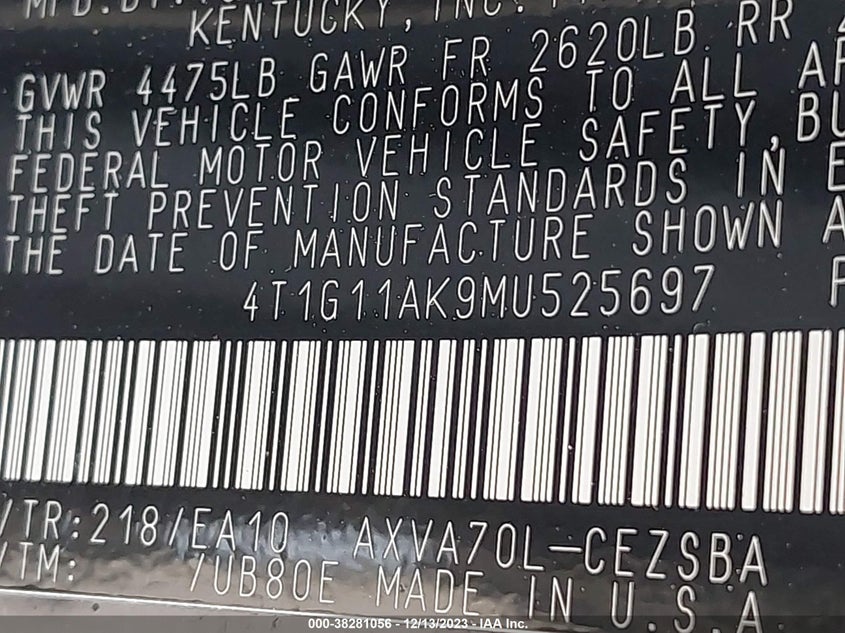 KENTUCKY, INC.
GVWR 4475LB GAWR FR 2620LB RR
THIS VEHICLE CONFORMS TO ALL
FEDERAL MOTOR VEHICLE SAFETY,
THEFT PREVENTION STANDARDS IN
THE DATE OF MANUFACTURE SHOWN
4T1G11AK9MU525697
/TR:218/EA10 AXVA70L-CEZSBA
/TM: 7UB80E MADE IN U.S.A.
000-38281056 - 12/13/2023 - IAA Inc.